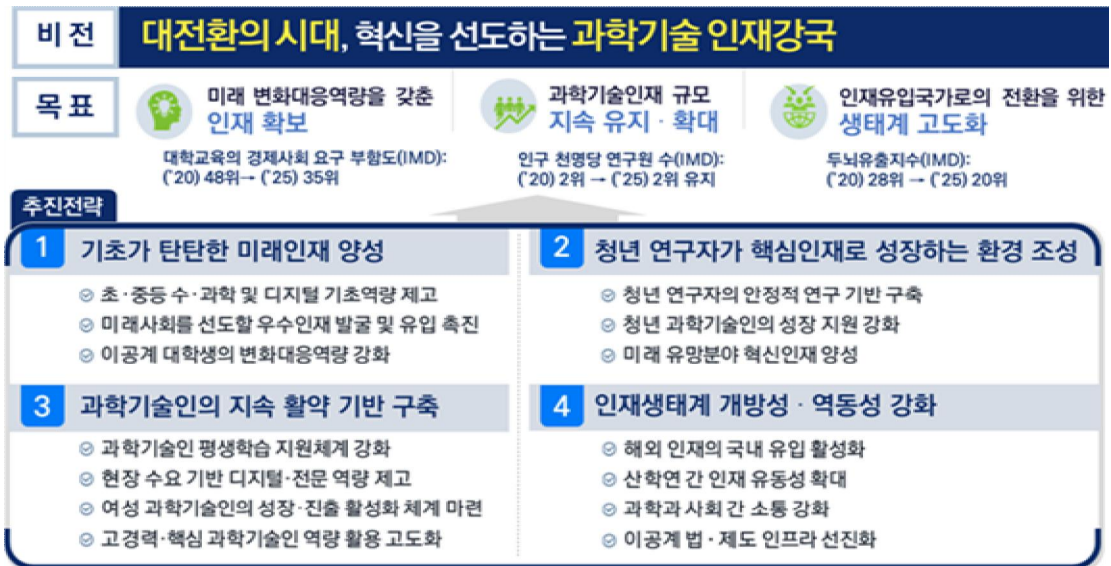 비 전
대전환의 시대, 혁신을 선도하는 과학기술 인재강국
목 표
미래 변화대응역량을 갖춘
인재 확보
대학교육의 경제사회 요구 부합도(IMD):
(`20) 48위→ (`25) 35위
과학기술인재 규모
지속 유지 · 확대
인구 천명당 연구원 수(IMD):
(`20) 2위 → (`25) 2위 유지
인재유입국가로의 전환을 위한
생태계 고도화
두뇌유출지수(IMD):
(`20) 28위 → (`25) 20위
추진전략
1 기초가 탄탄한 미래인재 양성
초·중등 수·과학 및 디지털 기초역량 제고
미래사회를 선도할 우수인재 발굴 및 유입 촉진
이공계 대학생의 변화대응역량 강화
2 청년 연구자가 핵심인재로 성장하는 환경 조성
청년 연구자의 안정적 연구 기반 구축
청년 과학기술인의 성장 지원 강화
미래 유망분야 혁신인재 양성
3 과학기술인의 지속 활약 기반 구축
과학기술인 평생학습 지원체계 강화
현장 수요 기반 디지털·전문 역량 제고
여성 과학기술인의 성장·진출 활성화 체계 마련
고경력·핵심 과학기술인 역량 활용 고도화
4 인재생태계 개방성 · 역동성 강화
해외 인재의 국내 유입 활성화
산학연 간 인재 유동성 확대
과학과 사회 간 소통 강화
이공계 법·제도 인프라 선진화